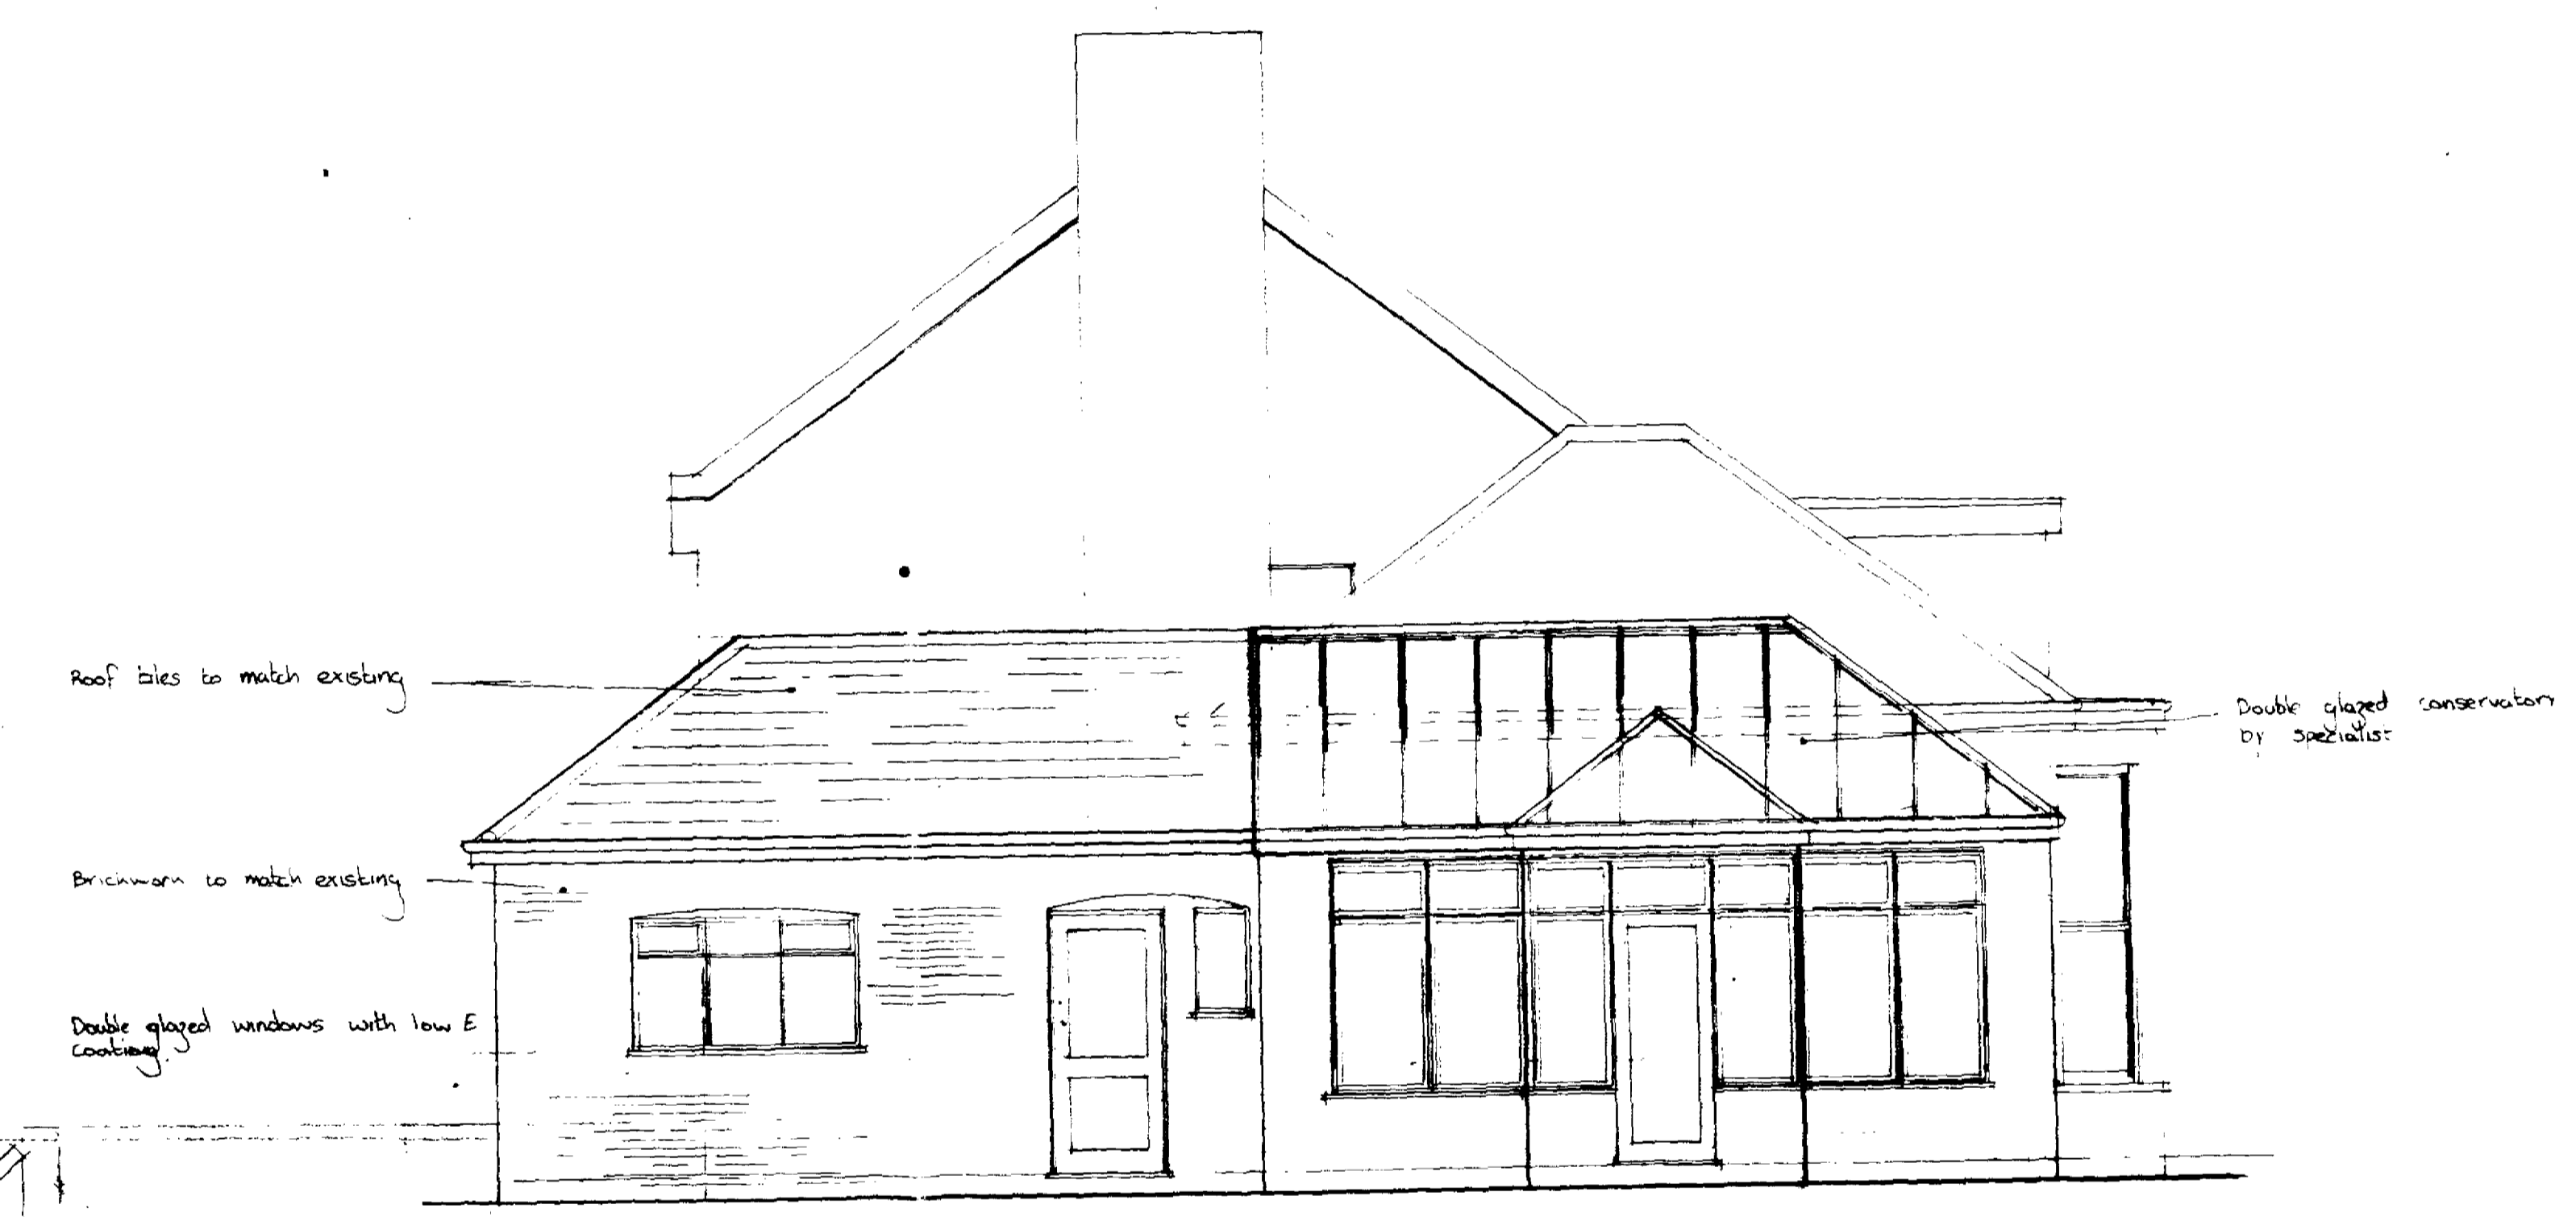 Roof tiles to match existing
Double glazed conservatory
by specialist
Brickwork to match existing
Double glazed windows with low E
coating.